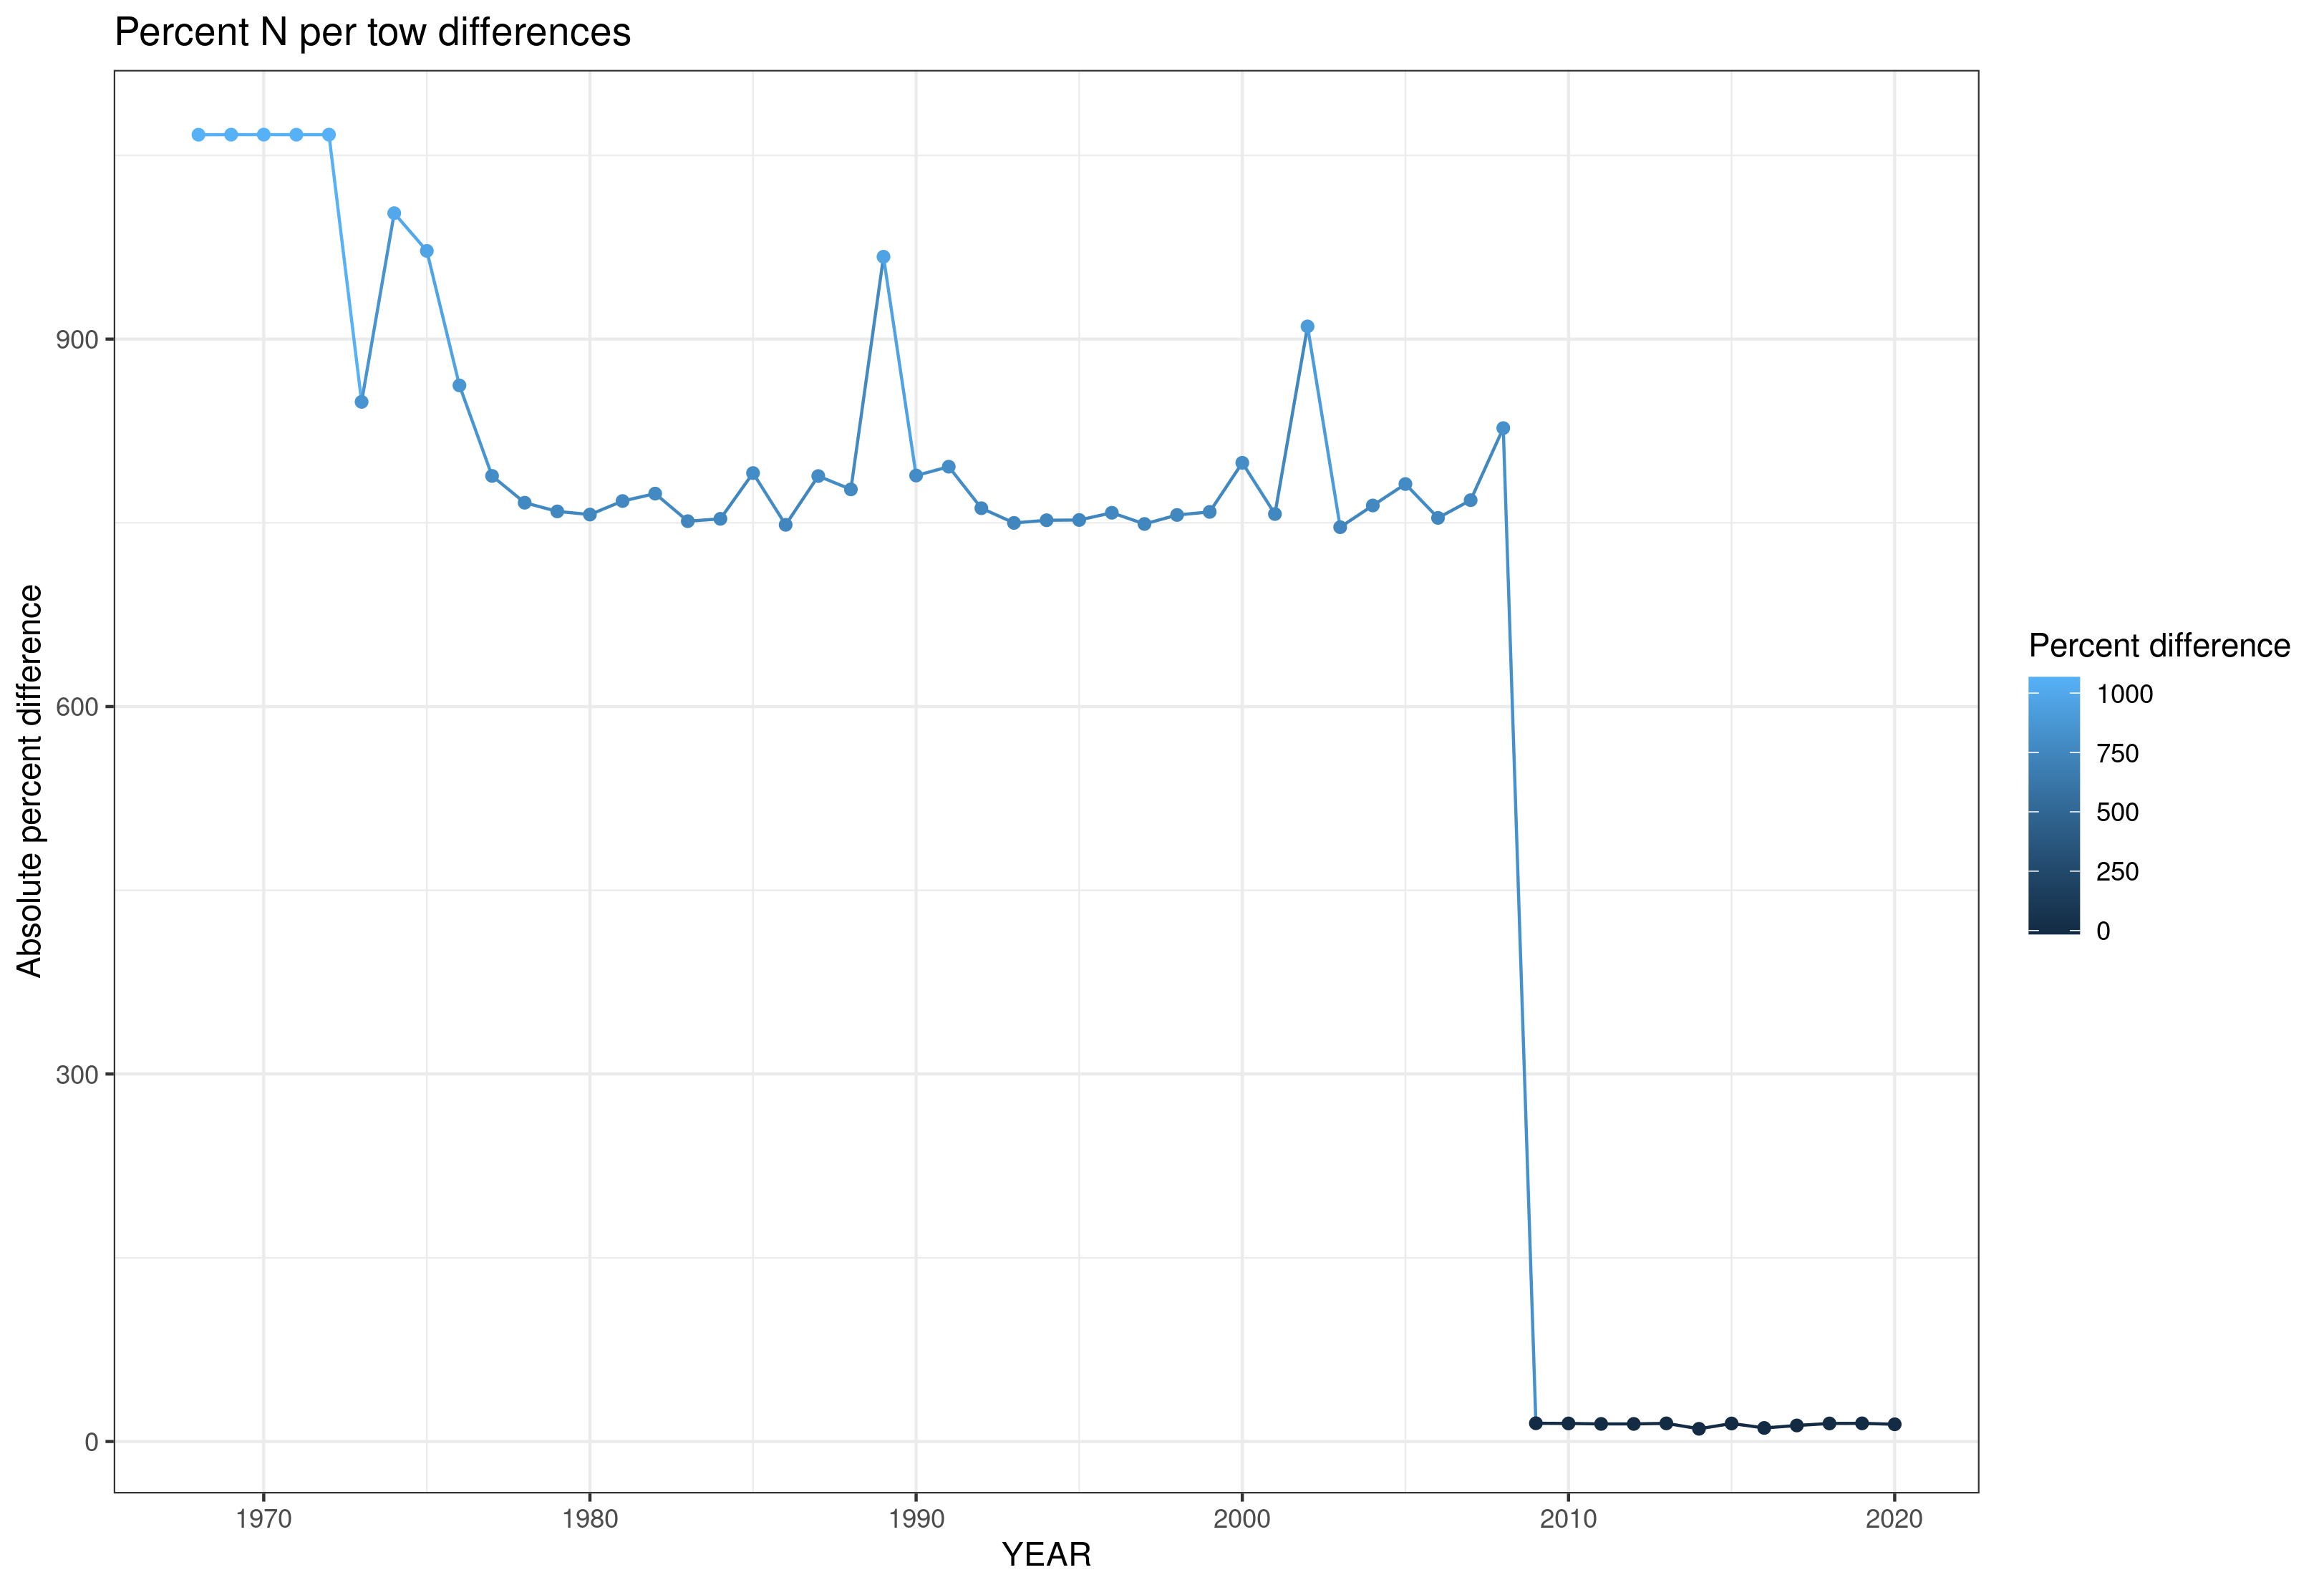 Percent N per tow differences
Absolute percent difference
900
600
300
0
1970 1980 1990 2000 2010 2020
YEAR
Percent difference
1000
750
500
250
0